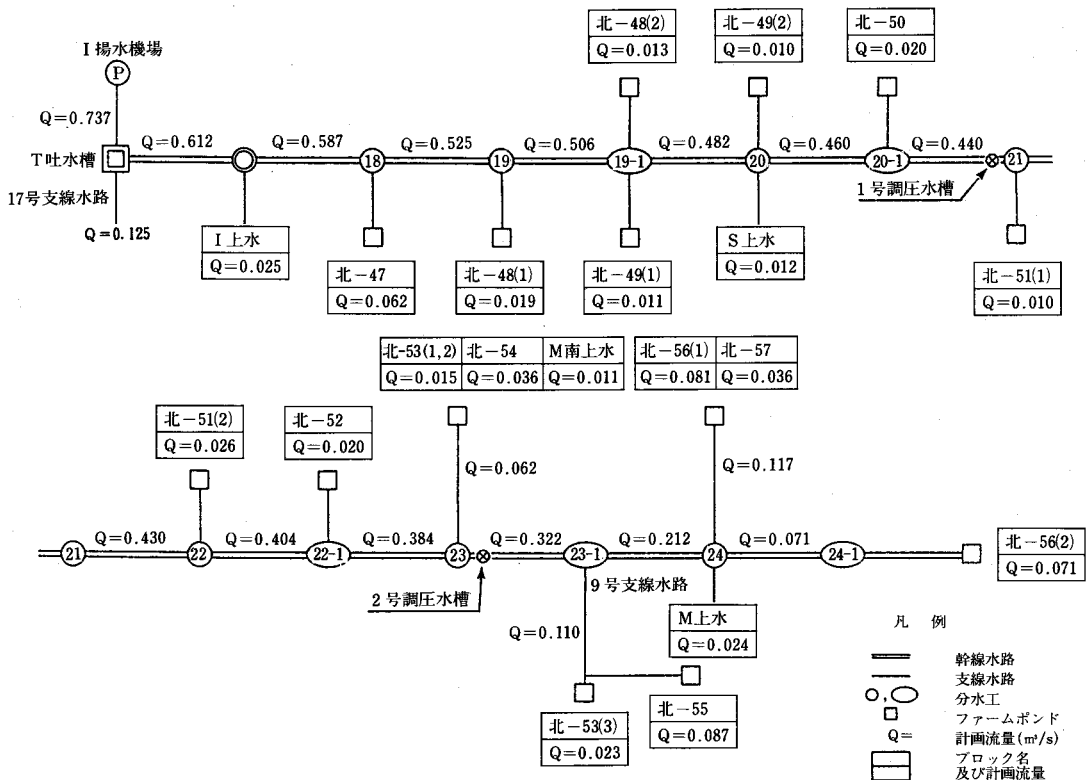 I 揚水機場
P
Q=0.737
T吐水槽
17号支線水路
Q=0.125
Q=0.612
Q=0.587
Q=0.525
Q=0.506
Q=0.482
Q=0.460
Q=0.440
18
19
19-1
20
20-1
21
1号調圧水槽
北-48(2)
Q=0.013
北-49(2)
Q=0.010
北-50
Q=0.020
I 上水
Q=0.025
北-47
Q=0.062
北-48(1)
Q=0.019
北-49(1)
Q=0.011
S 上水
Q=0.012
北-51(1)
Q=0.010
北-53(1,2) 北-54 M南上水
Q=0.015 Q=0.036 Q=0.011
北-56(1) 北-57
Q=0.081 Q=0.036
北-51(2)
Q=0.026
北-52
Q=0.020
Q=0.062
Q=0.117
21
Q=0.430
22
Q=0.404
22-1
Q=0.384
23
Q=0.322
23-1
Q=0.212
24
Q=0.071
24-1
北-56(2)
Q=0.071
2号調圧水槽
9号支線水路
Q=0.110
M上水
Q=0.024
北-53(3)
Q=0.023
北-55
Q=0.087
凡 例
幹線水路
支線水路
分水工
ファームポンド
Q= 計画流量(m³/s)
ブロック名
及び計画流量